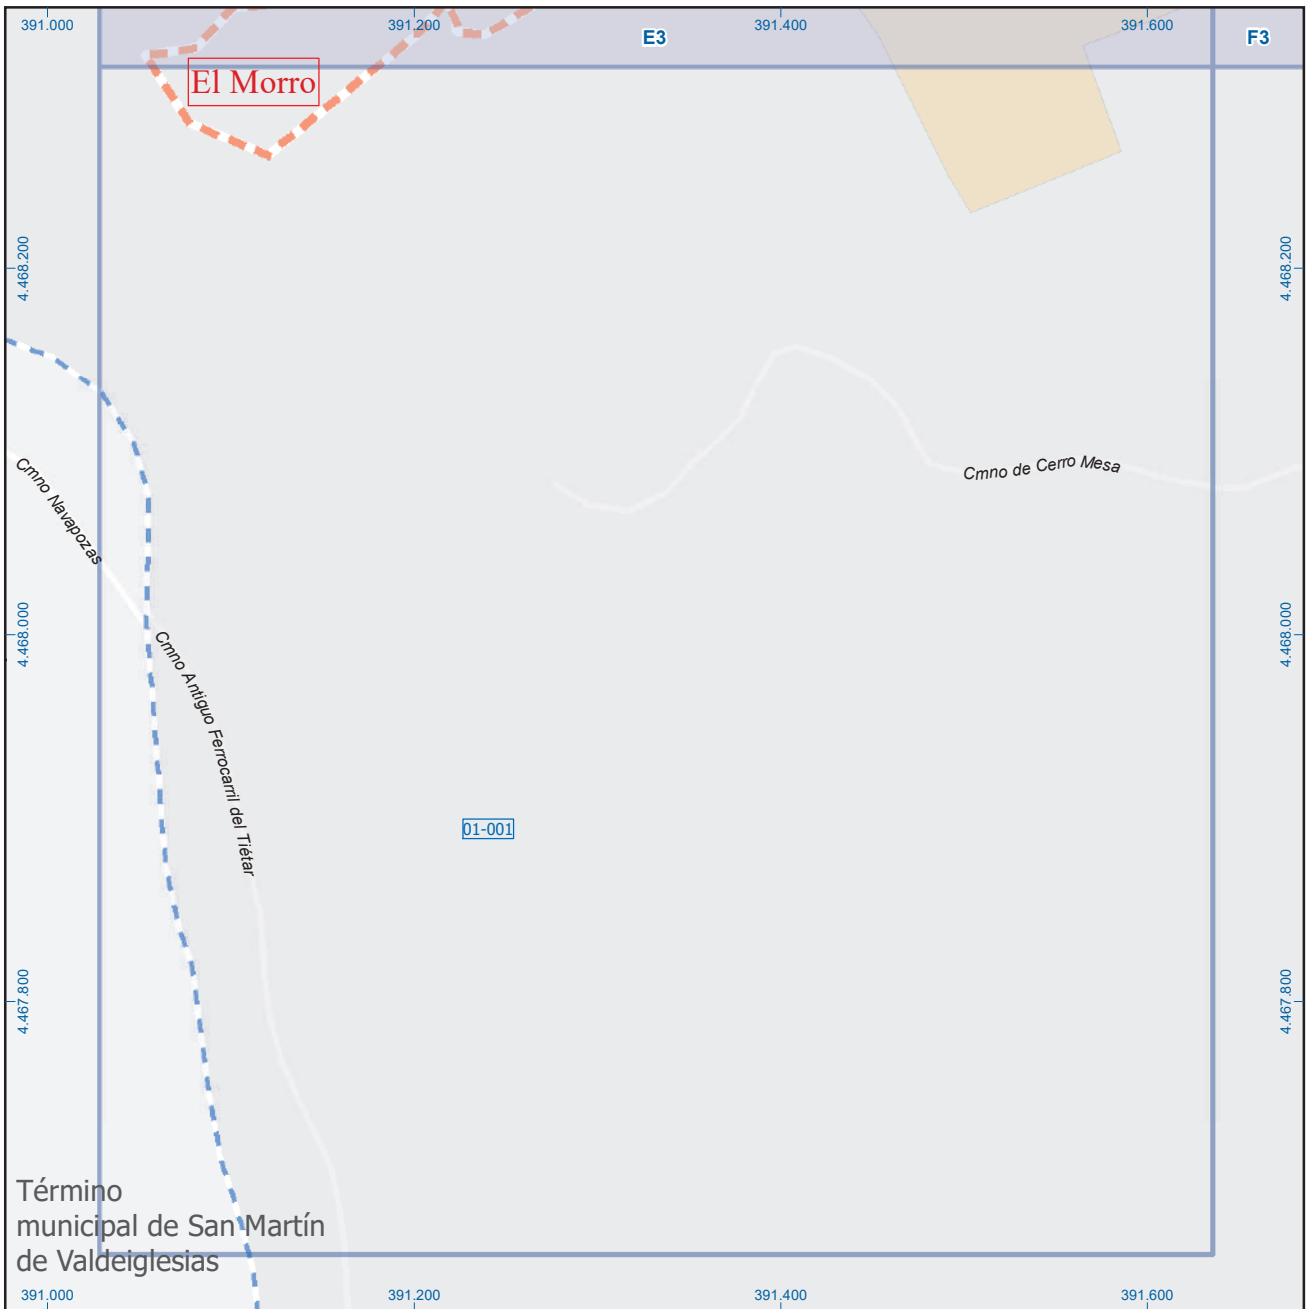 391.000
391.200
391.400
391.600
E3
F3
El Morro
4.468.200
4.468.200
Cmno de Cerro Mesa
Cmno Navapozas
4.468.000
4.468.000
Cmno Antiguo Ferrocarril del Tiétar
01-001
4.467.800
4.467.800
Término
municipal de San Martín
de Valdeiglesias
391.000
391.200
391.400
391.600